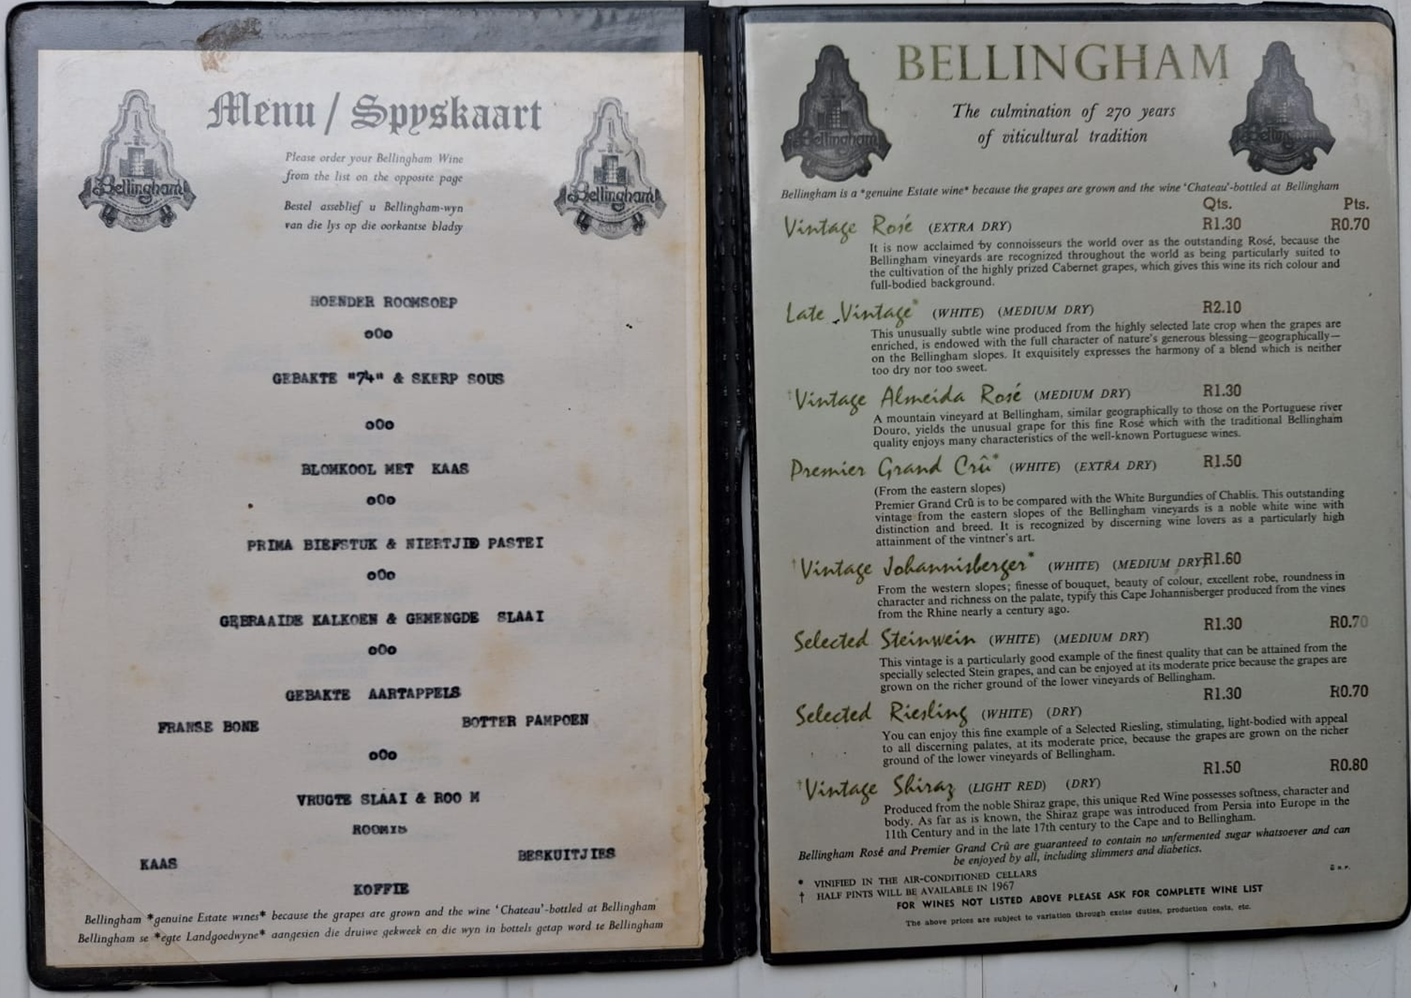 Menu / Spyskaart
Bellingham
Bellingham
Please order your Bellingham Wine
from the list on the opposite page
Bestel asseblief u Bellingham-wyn
van die lys op die oorkantse bladsy
HOENDER ROOMSOEP
oOo
GEBAKTE "74" & SKERP SOUS
oOo
BLOMKOOL MET KAAS
oOo
PRIMA BIEFSTUK & NIERTJIE PASTEI
oOo
GEBRAAIDE KALKOEN & GEMENGDE SLAAI
oOo
GEBAKTE AARTAPPELS
FRANSE BONE BOTTER PAMPOEN
oOo
VRUGTE SLAAI & ROO M
ROOMYS
KAAS BESKUITJIES
KOFFIE
Bellingham *genuine Estate wines* because the grapes are grown and the wine 'Chateau'-bottled at Bellingham
Bellingham se *egte Landgoedwyne* aangesien die druiwe gekweek en die wyn in bottels getap word te Bellingham
BELLINGHAM
Bellingham
Bellingham
The culmination of 270 years
of viticultural tradition
Bellingham is a *genuine Estate wine* because the grapes are grown and the wine 'Chateau'-bottled at Bellingham
Qts. Pts.
Vintage Rosé (EXTRA DRY) R1.30 R0.70
It is now acclaimed by connoisseurs the world over as the outstanding Rosé, because the
Bellingham vineyards are recognized throughout the world as being particularly suited to
the cultivation of the highly prized Cabernet grapes, which gives this wine its rich colour and
full-bodied background.
Late Vintage* (WHITE) (MEDIUM DRY) R2.10
This unusually subtle wine produced from the highly selected late crop when the grapes are
enriched, is endowed with the full character of nature's generous blessing—geographically—
on the Bellingham slopes. It exquisitely expresses the harmony of a blend which is neither
too dry nor too sweet.
†Vintage Almeida Rosé (MEDIUM DRY) R1.30
A mountain vineyard at Bellingham, similar geographically to those on the Portuguese river
Douro, yields the unusual grape for this fine Rosé which with the traditional Bellingham
quality enjoys many characteristics of the well-known Portuguese wines.
Premier Grand Crû* (WHITE) (EXTRA DRY) R1.50
(From the eastern slopes)
Premier Grand Crû is to be compared with the White Burgundies of Chablis. This outstanding
vintage from the eastern slopes of the Bellingham vineyards is a noble white wine with
distinction and breed. It is recognized by discerning wine lovers as a particularly high
attainment of the vintner's art.
†Vintage Johannisberger* (WHITE) (MEDIUM DRY) R1.60
From the western slopes; finesse of bouquet, beauty of colour, excellent robe, roundness in
character and richness on the palate, typify this Cape Johannisberger produced from the vines
from the Rhine nearly a century ago.
R1.30 R0.70
Selected Steinwein (WHITE) (MEDIUM DRY)
This vintage is a particularly good example of the finest quality that can be attained from the
specially selected Stein grapes, and can be enjoyed at its moderate price because the grapes are
grown on the richer ground of the lower vineyards of Bellingham.
R1.30 R0.70
Selected Riesling (WHITE) (DRY)
You can enjoy this fine example of a Selected Riesling, stimulating, light-bodied with appeal
to all discerning palates, at its moderate price, because the grapes are grown on the richer
ground of the lower vineyards of Bellingham.
R1.50 R0.80
†Vintage Shiraz (LIGHT RED) (DRY)
Produced from the noble Shiraz grape, this unique Red Wine possesses softness, character and
body. As far as is known, the Shiraz grape was introduced from Persia into Europe in the
11th Century and in the late 17th century to the Cape and to Bellingham.
Bellingham Rosé and Premier Grand Crû are guaranteed to contain no unfermented sugar whatsoever and can
be enjoyed by all, including slimmers and diabetics.
* VINIFIED IN THE AIR-CONDITIONED CELLARS
† HALF PINTS WILL BE AVAILABLE IN 1967
FOR WINES NOT LISTED ABOVE PLEASE ASK FOR COMPLETE WINE LIST
The above prices are subject to variation through excise duties, production costs, etc.